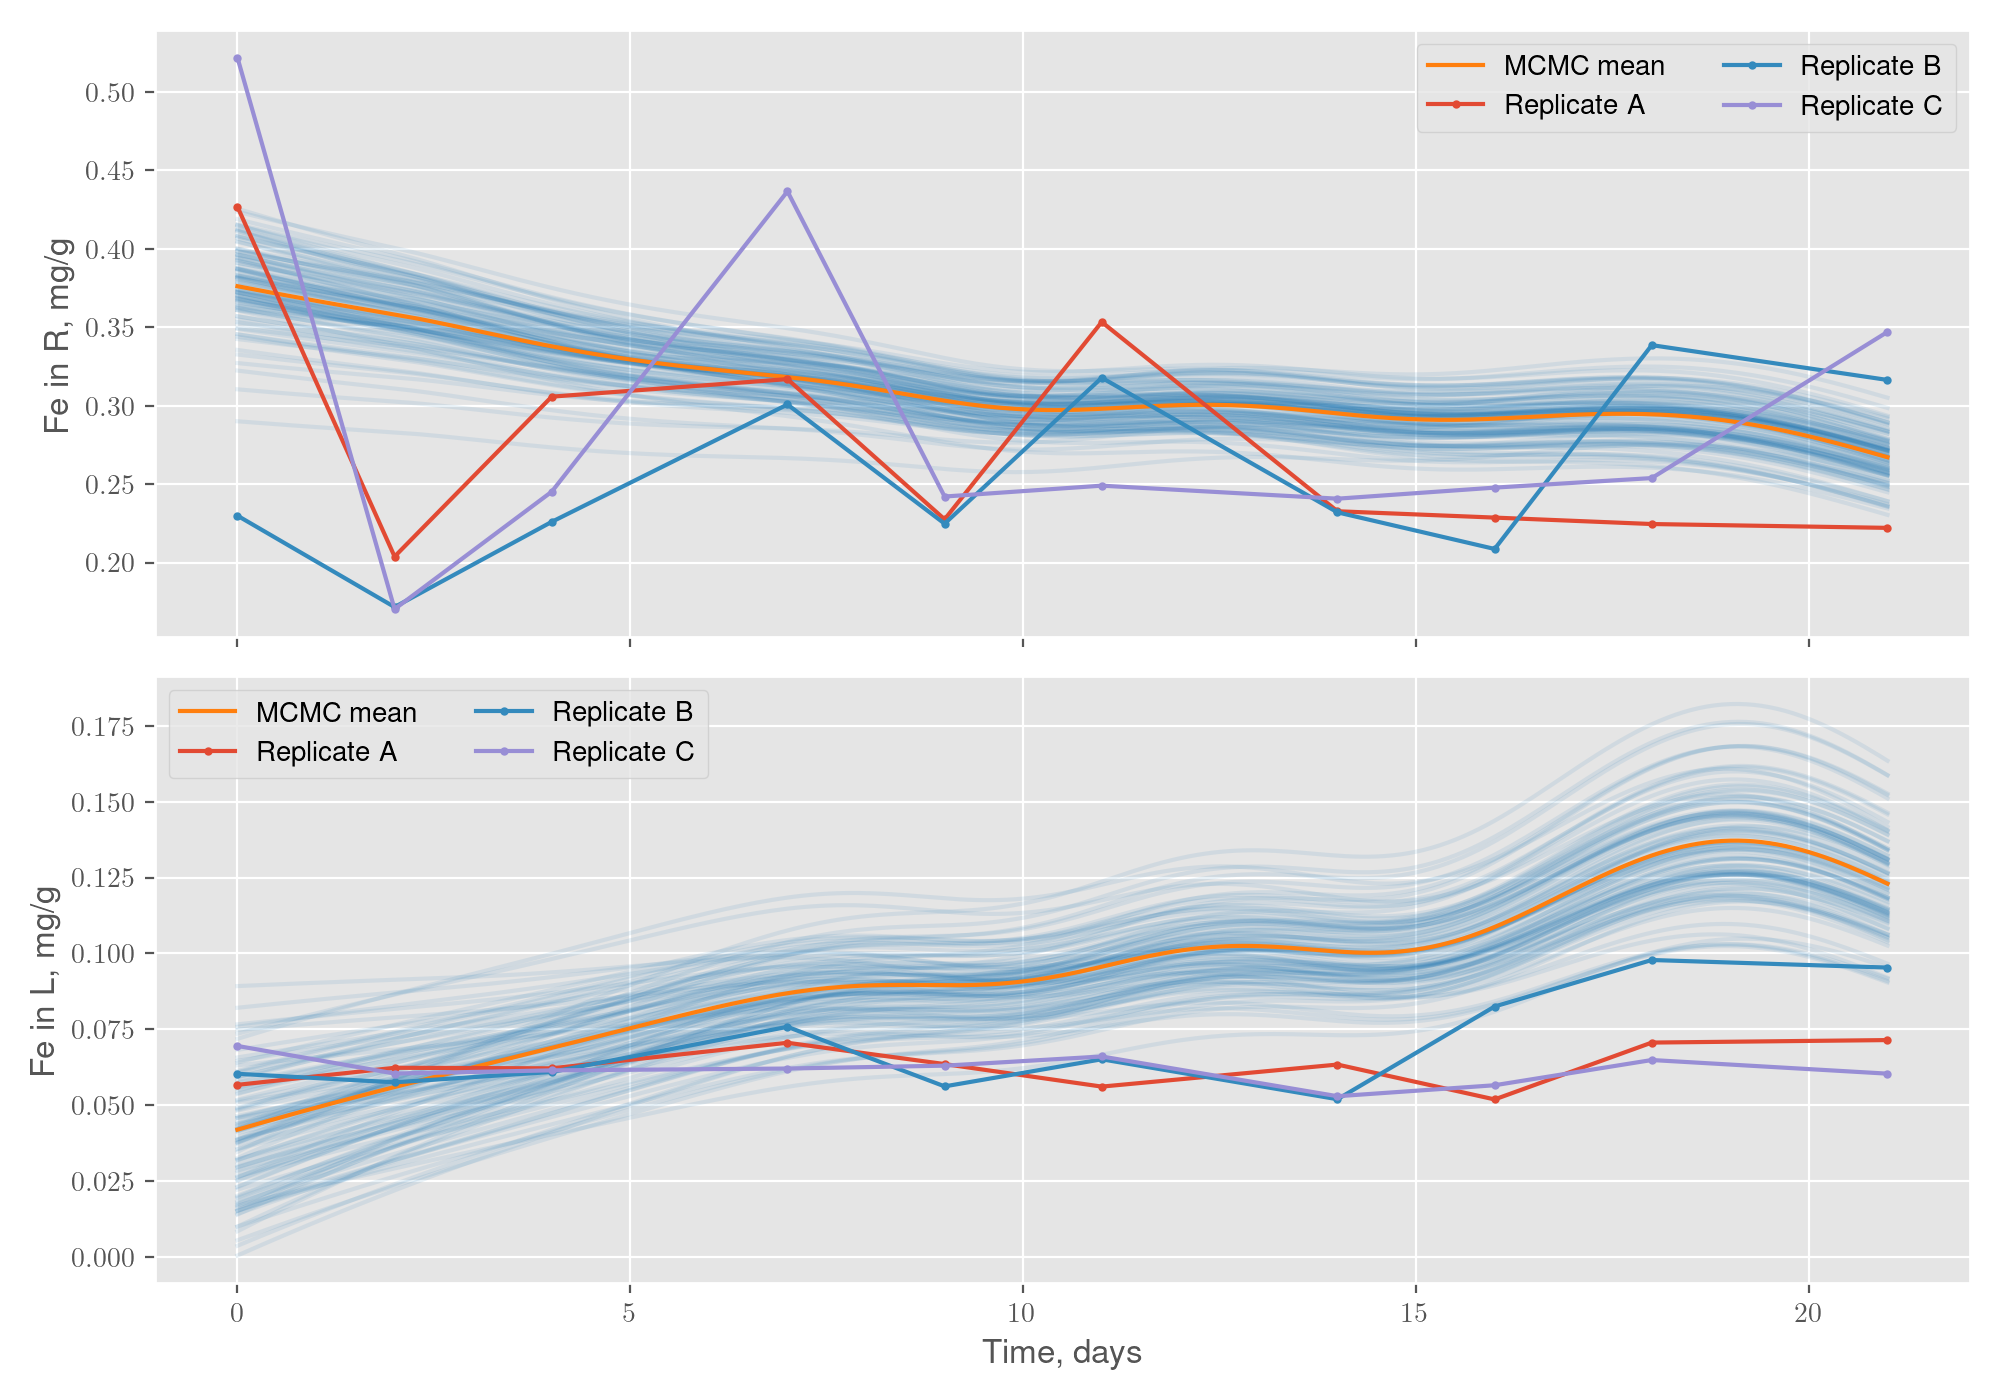 MCMC mean
Replicate A
Replicate B
Replicate C
0.50
0.45
0.40
0.35
0.30
0.25
0.20
Fe in R, mg/g
MCMC mean
Replicate A
Replicate B
Replicate C
0.175
0.150
0.125
0.100
0.075
0.050
0.025
0.000
Fe in L, mg/g
0 5 10 15 20
Time, days